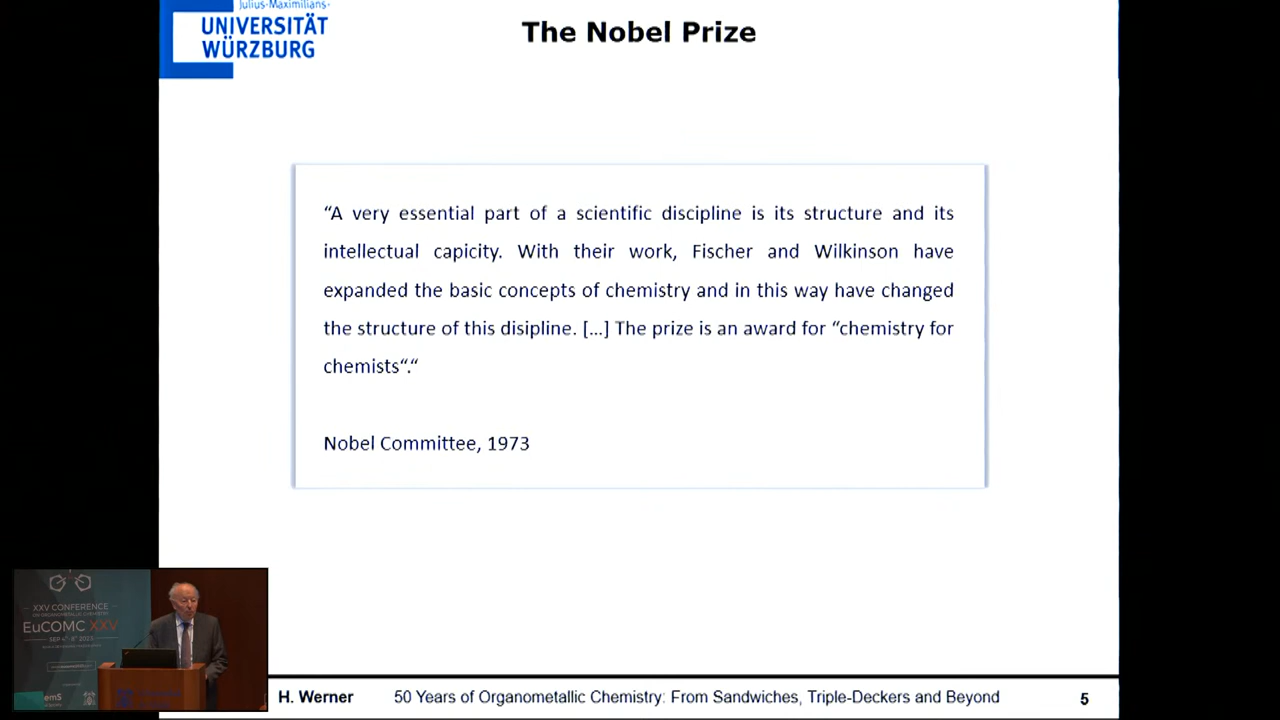 Julius-Maximilians-
UNIVERSITÄT
WÜRZBURG
The Nobel Prize
“A very essential part of a scientific discipline is its structure and its
intellectual capicity. With their work, Fischer and Wilkinson have
expanded the basic concepts of chemistry and in this way have changed
the structure of this disipline. [...] The prize is an award for “chemistry for
chemists“.“
Nobel Committee, 1973
XXV CONFERENCE
ON ORGANOMETALLIC CHEMISTRY
EuCOMC XXV
H. Werner 50 Years of Organometallic Chemistry: From Sandwiches, Triple-Deckers and Beyond 5